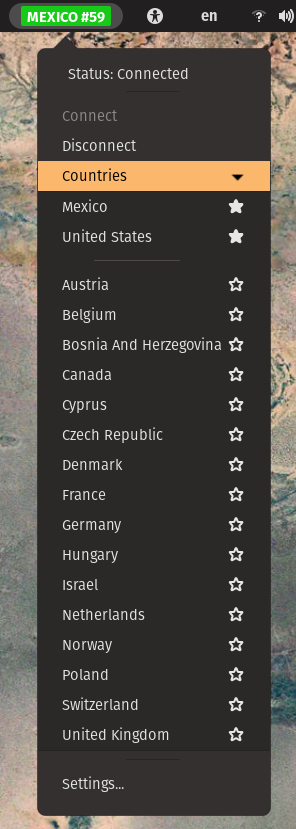 MEXICO #59
en
Status: Connected
Connect
Disconnect
Countries
Mexico
United States
Austria
Belgium
Bosnia And Herzegovina
Canada
Cyprus
Czech Republic
Denmark
France
Germany
Hungary
Israel
Netherlands
Norway
Poland
Switzerland
United Kingdom
Settings...